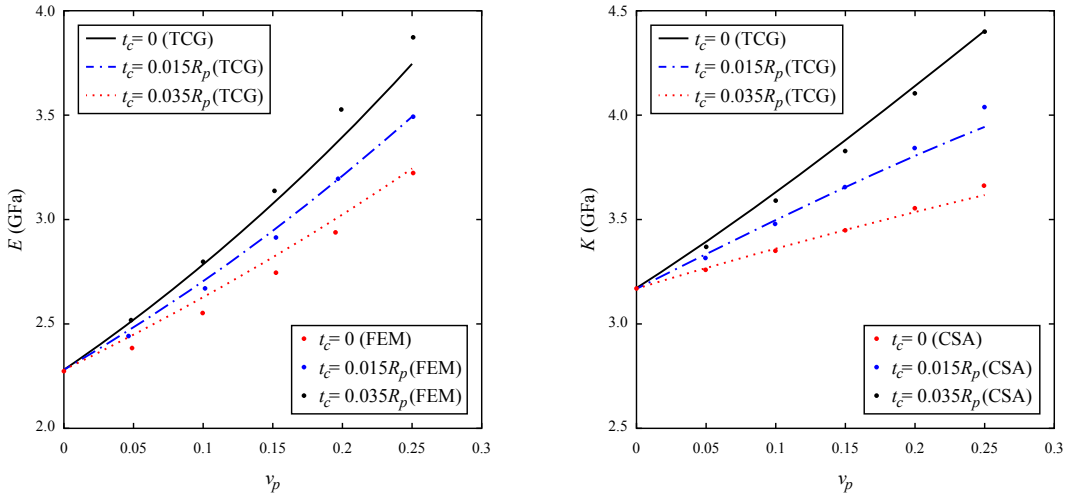 4.0
3.5
3.0
2.5
2.0
E (GFa)
t_c= 0 (TCG)
t_c= 0.015R_p(TCG)
t_c= 0.035R_p(TCG)
t_c= 0 (FEM)
t_c= 0.015R_p(FEM)
t_c= 0.035R_p(FEM)
0 0.05 0.1 0.15 0.2 0.25 0.3
v_p
4.5
4.0
3.5
3.0
2.5
K (GFa)
t_c= 0 (TCG)
t_c= 0.015R_p(TCG)
t_c= 0.035R_p(TCG)
t_c= 0 (CSA)
t_c= 0.015R_p(CSA)
t_c= 0.035R_p(CSA)
0 0.05 0.1 0.15 0.2 0.25 0.3
v_p